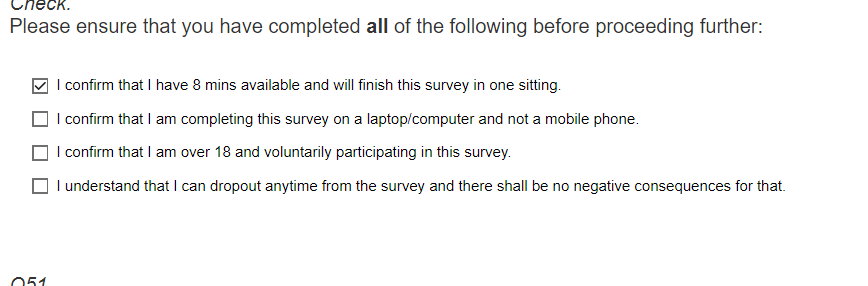 Check.
Please ensure that you have completed all of the following before proceeding further:
I confirm that I have 8 mins available and will finish this survey in one sitting.
I confirm that I am completing this survey on a laptop/computer and not a mobile phone.
I confirm that I am over 18 and voluntarily participating in this survey.
I understand that I can dropout anytime from the survey and there shall be no negative consequences for that.
Q51